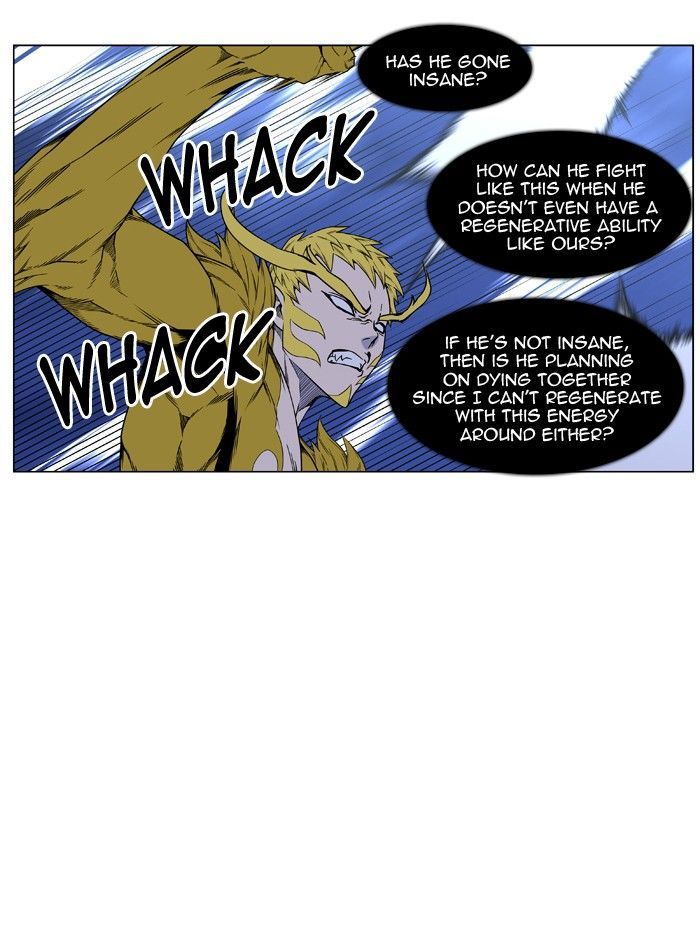 HAS HE GONE
INSANE?
WHACK
HOW CAN HE FIGHT
LIKE THIS WHEN HE
DOESN'T EVEN HAVE A
REGENERATIVE ABILITY
LIKE OURS?
WHACK
IF HE'S NOT INSANE,
THEN IS HE PLANNING
ON DYING TOGETHER
SINCE I CAN'T REGENERATE
WITH THIS ENERGY
AROUND EITHER?